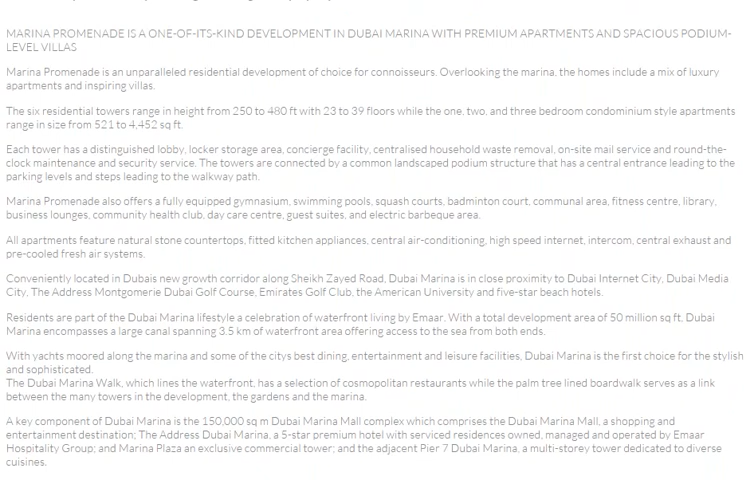 MARINA PROMENADE IS A ONE-OF-ITS-KIND DEVELOPMENT IN DUBAI MARINA WITH PREMIUM APARTMENTS AND SPACIOUS PODIUM-
LEVEL VILLAS
Marina Promenade is an unparalleled residential development of choice for connoisseurs. Overlooking the marina, the homes include a mix of luxury
apartments and inspiring villas.
The six residential towers range in height from 250 to 480 ft with 23 to 39 floors while the one, two, and three bedroom condominium style apartments
range in size from 521 to 4,452 sq ft.
Each tower has a distinguished lobby, locker storage area, concierge facility, centralised household waste removal, on-site mail service and round-the-
clock maintenance and security service. The towers are connected by a common landscaped podium structure that has a central entrance leading to the
parking levels and steps leading to the walkway path.
Marina Promenade also offers a fully equipped gymnasium, swimming pools, squash courts, badminton court, communal area, fitness centre, library,
business lounges, community health club, day care centre, guest suites, and electric barbeque area.
All apartments feature natural stone countertops, fitted kitchen appliances, central air-conditioning, high speed internet, intercom, central exhaust and
pre-cooled fresh air systems.
Conveniently located in Dubais new growth corridor along Sheikh Zayed Road, Dubai Marina is in close proximity to Dubai Internet City, Dubai Media
City, The Address Montgomerie Dubai Golf Course, Emirates Golf Club, the American University and five-star beach hotels.
Residents are part of the Dubai Marina lifestyle a celebration of waterfront living by Emaar. With a total development area of 50 million sq ft, Dubai
Marina encompasses a large canal spanning 3.5 km of waterfront area offering access to the sea from both ends.
With yachts moored along the marina and some of the citys best dining, entertainment and leisure facilities, Dubai Marina is the first choice for the stylish
and sophisticated.
The Dubai Marina Walk, which lines the waterfront, has a selection of cosmopolitan restaurants while the palm tree lined boardwalk serves as a link
between the many towers in the development, the gardens and the marina.
A key component of Dubai Marina is the 150,000 sq m Dubai Marina Mall complex which comprises the Dubai Marina Mall, a shopping and
entertainment destination; The Address Dubai Marina, a 5-star premium hotel with serviced residences owned, managed and operated by Emaar
Hospitality Group; and Marina Plaza an exclusive commercial tower; and the adjacent Pier 7 Dubai Marina, a multi-storey tower dedicated to diverse
cuisines.